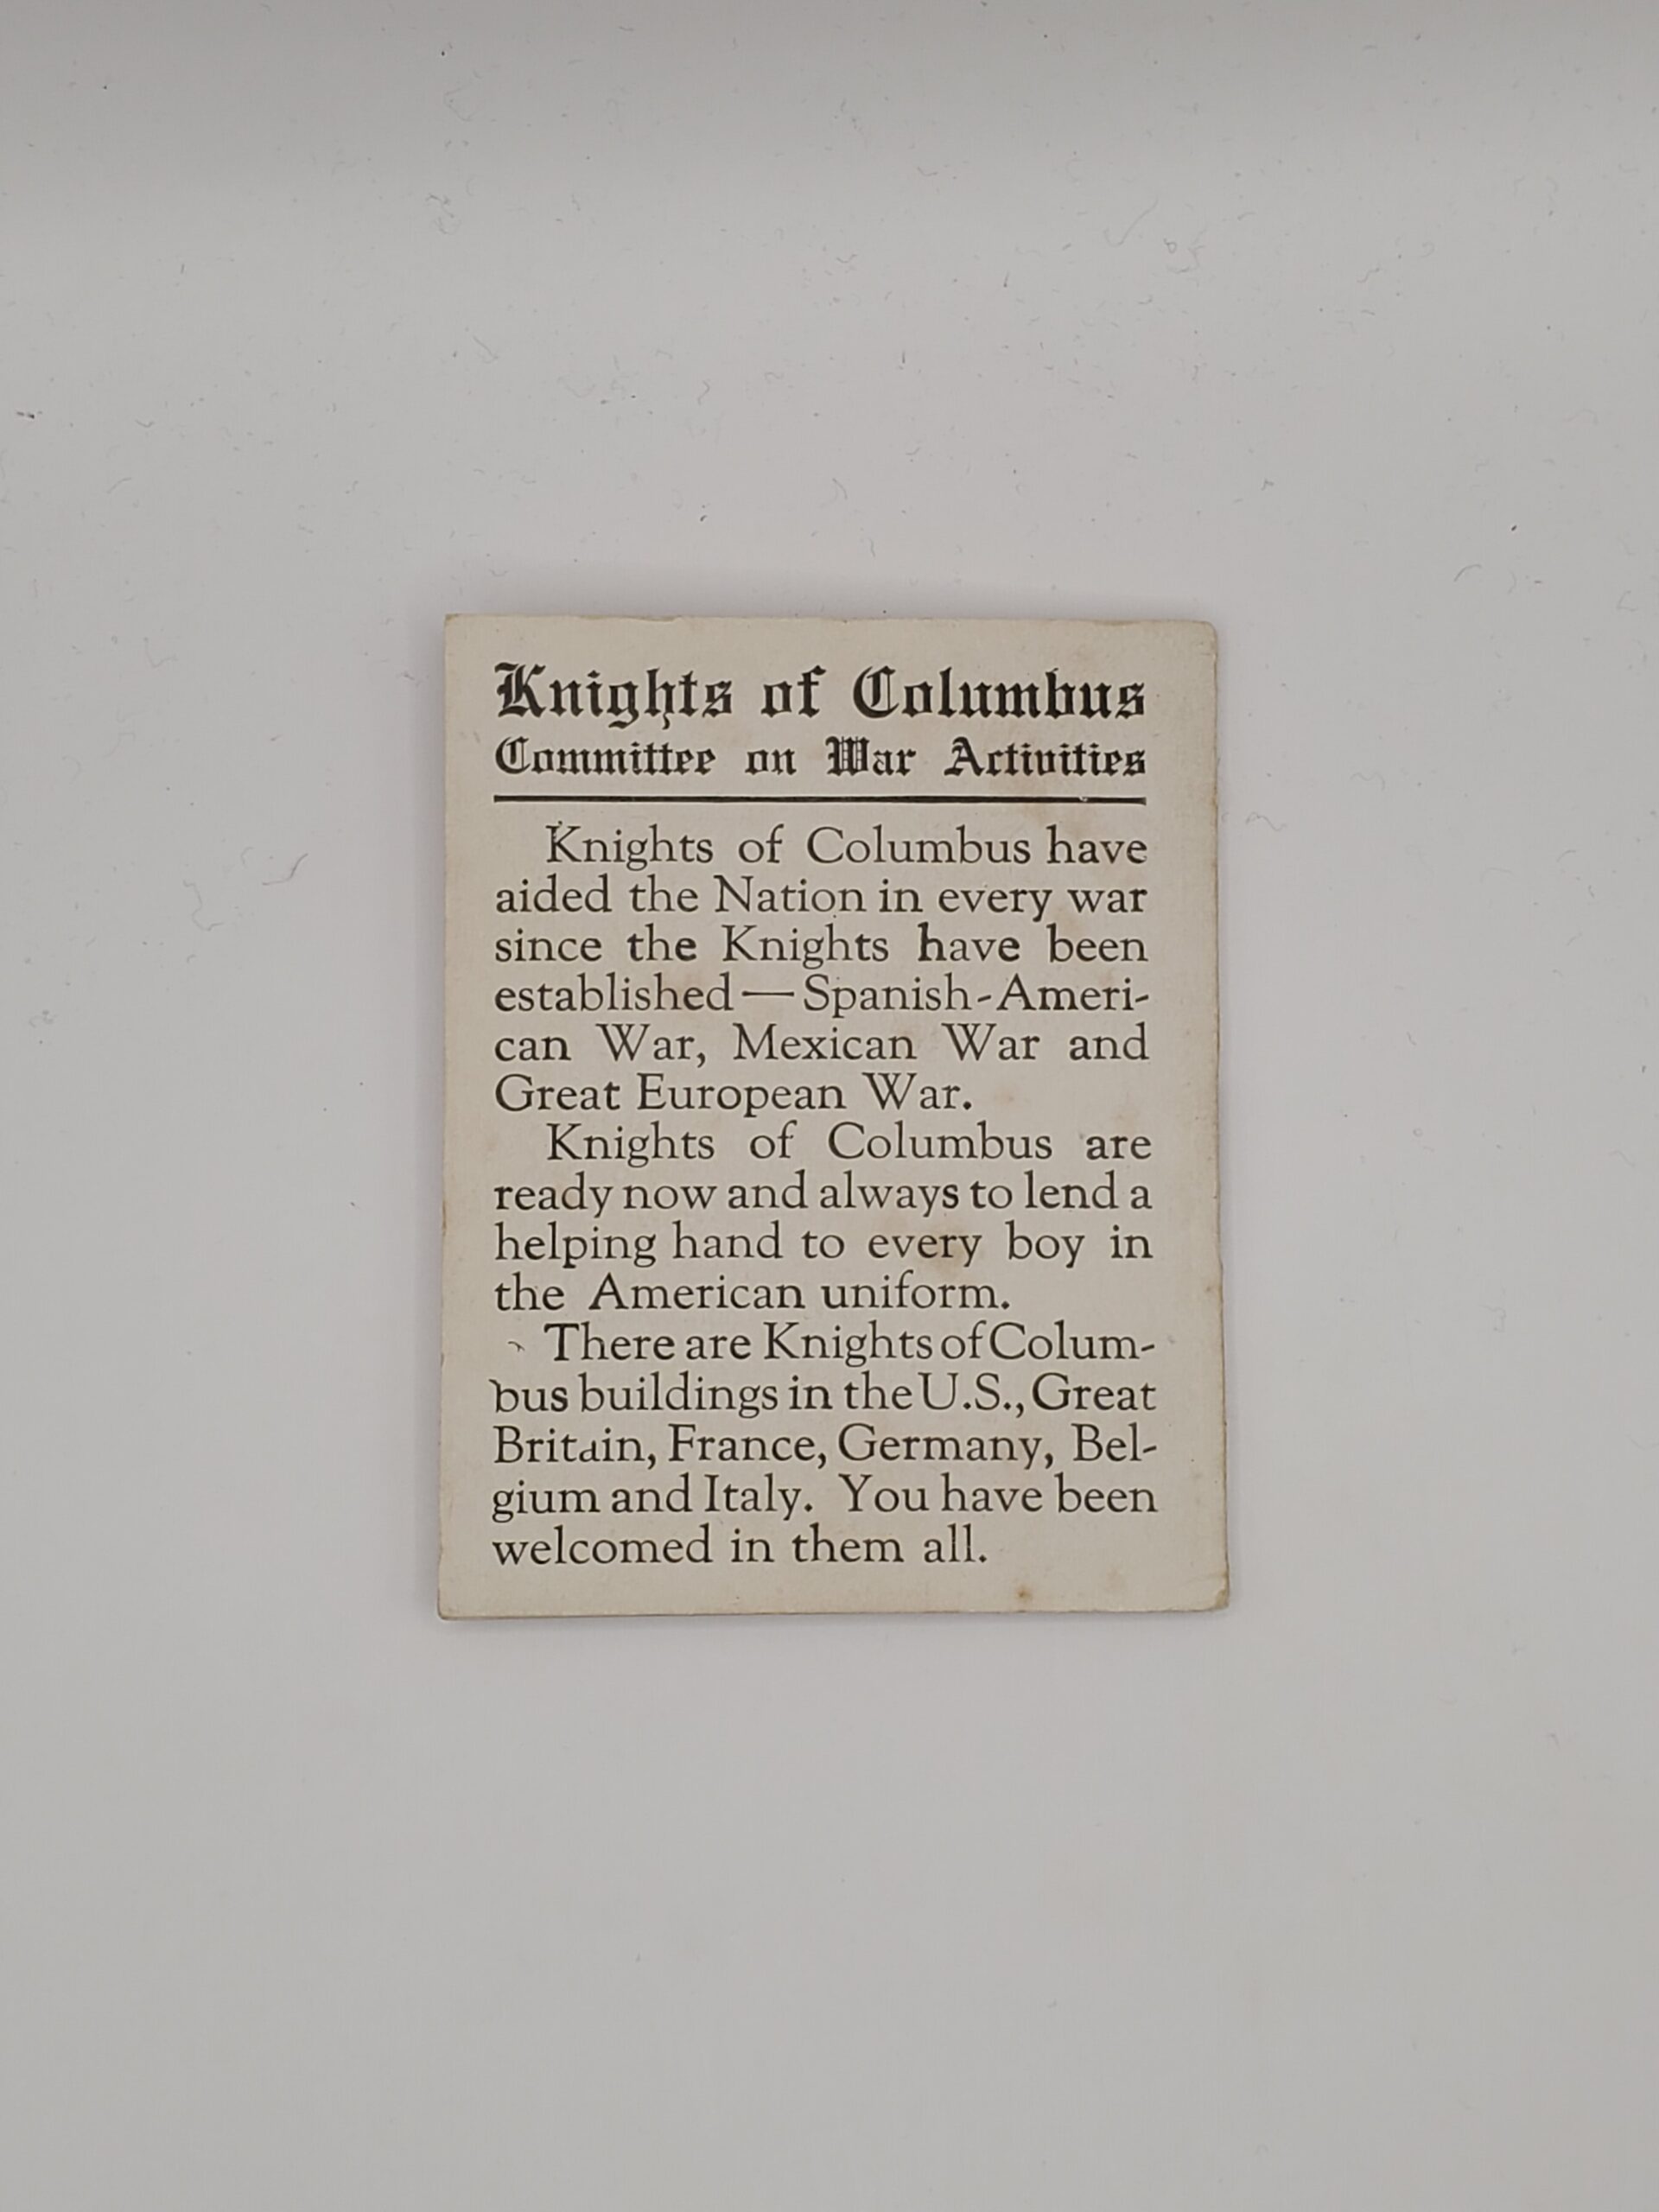 Knights of Columbus
Committee on War Activities
Knights of Columbus have
aided the Nation in every war
since the Knights have been
established—Spanish-Ameri-
can War, Mexican War and
Great European War.
Knights of Columbus are
ready now and always to lend a
helping hand to every boy in
the American uniform.
There are Knights of Colum-
bus buildings in the U.S., Great
Britain, France, Germany, Bel-
gium and Italy. You have been
welcomed in them all.